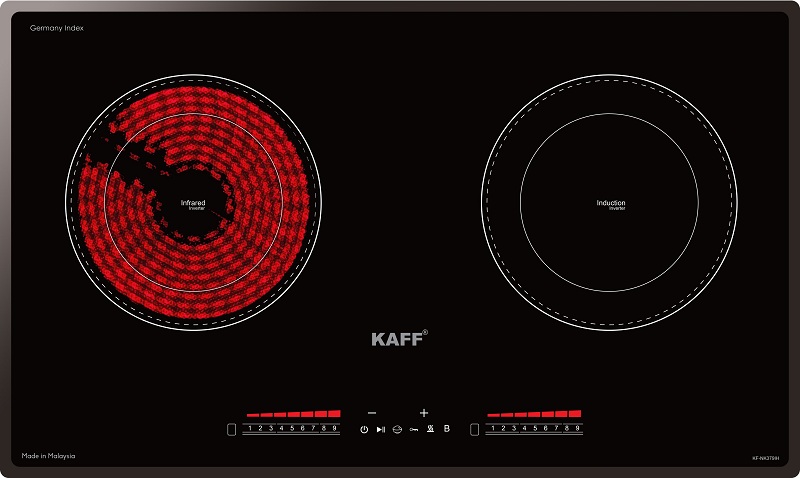 Germany Index
Infrared
Inverter
Induction
Inverter
KAFF®
1 2 3 4 5 6 7 8 9
B
1 2 3 4 5 6 7 8 9
Made in Malaysia